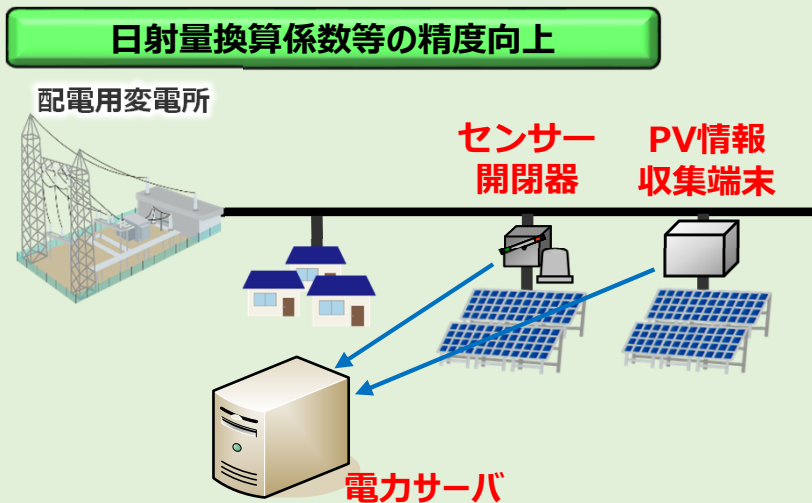 日射量換算係数等の精度向上
配電用変電所
センサー
開閉器
PV情報
収集端末
電力サーバ